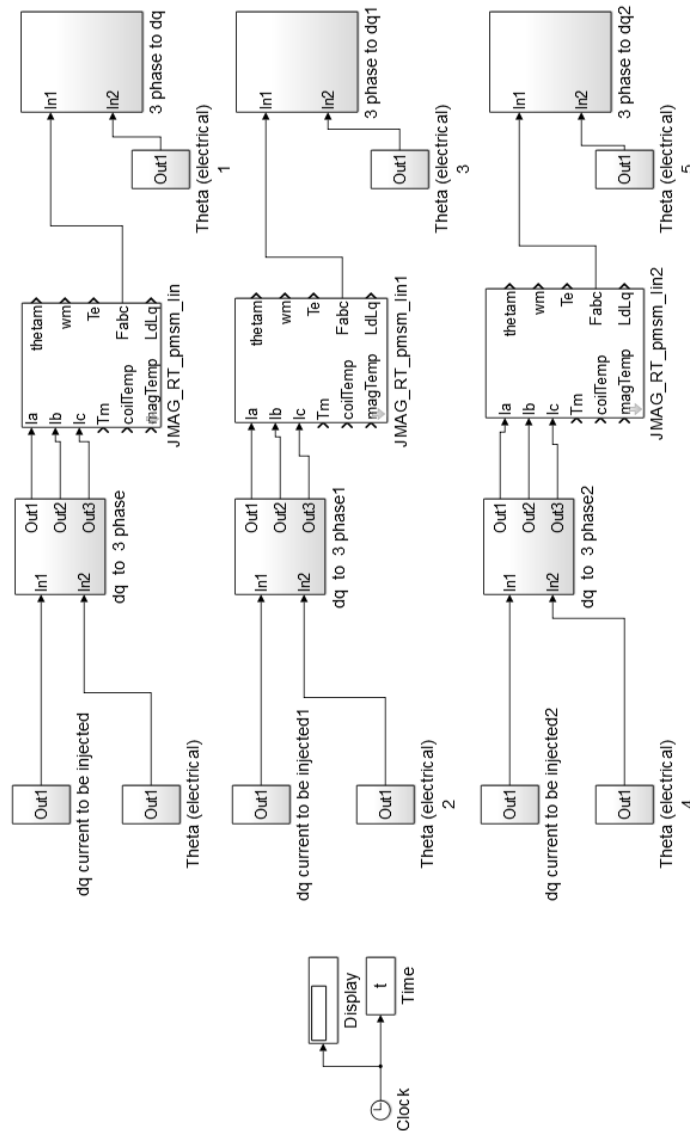 Out1
dq current to be injected
Out1
Theta (electrical)
In1
In2
Out1
Out2
Out3
dq to 3 phase
Ia
Ib
Ic
Tm
coilTemp
magTemp
thetam
wm
Te
Fabc
LdLq
JMAG_RT_pmsm_lin
Out1
Theta (electrical)
1
In1
In2
3 phase to dq
Out1
dq current to be injected1
Out1
Theta (electrical)
2
In1
In2
Out1
Out2
Out3
dq to 3 phase1
Ia
Ib
Ic
Tm
coilTemp
magTemp
thetam
wm
Te
Fabc
LdLq
JMAG_RT_pmsm_lin1
Out1
Theta (electrical)
3
In1
In2
3 phase to dq1
Clock
Display
t
Time
Out1
dq current to be injected2
Out1
Theta (electrical)
4
In1
In2
Out1
Out2
Out3
dq to 3 phase2
Ia
Ib
Ic
Tm
coilTemp
magTemp
thetam
wm
Te
Fabc
LdLq
JMAG_RT_pmsm_lin2
Out1
Theta (electrical)
5
In1
In2
3 phase to dq2